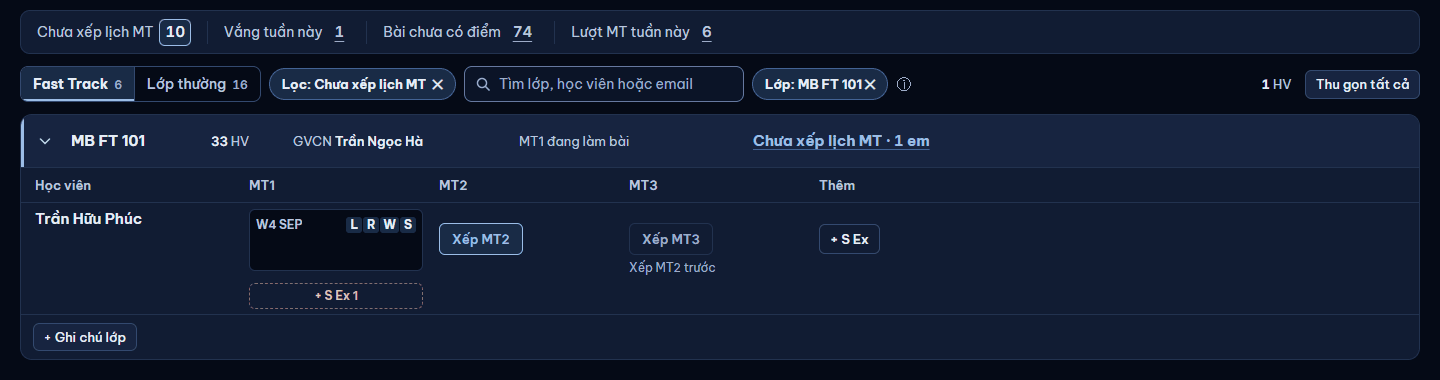 Chưa xếp lịch MT 10 Vắng tuần này 1 Bài chưa có điểm 74 Lượt MT tuần này 6
Fast Track 6 Lớp thường 16 Lọc: Chưa xếp lịch MT ✕ Tìm lớp, học viên hoặc email Lớp: MB FT 101 ✕ ⓘ 1 HV Thu gọn tất cả
MB FT 101 33 HV GVCN Trần Ngọc Hà MT1 đang làm bài Chưa xếp lịch MT · 1 em
Học viên MT1 MT2 MT3 Thêm
Trần Hữu Phúc W4 SEP L R W S Xếp MT2 Xếp MT3 + S Ex
Xếp MT2 trước
+ S Ex 1
+ Ghi chú lớp